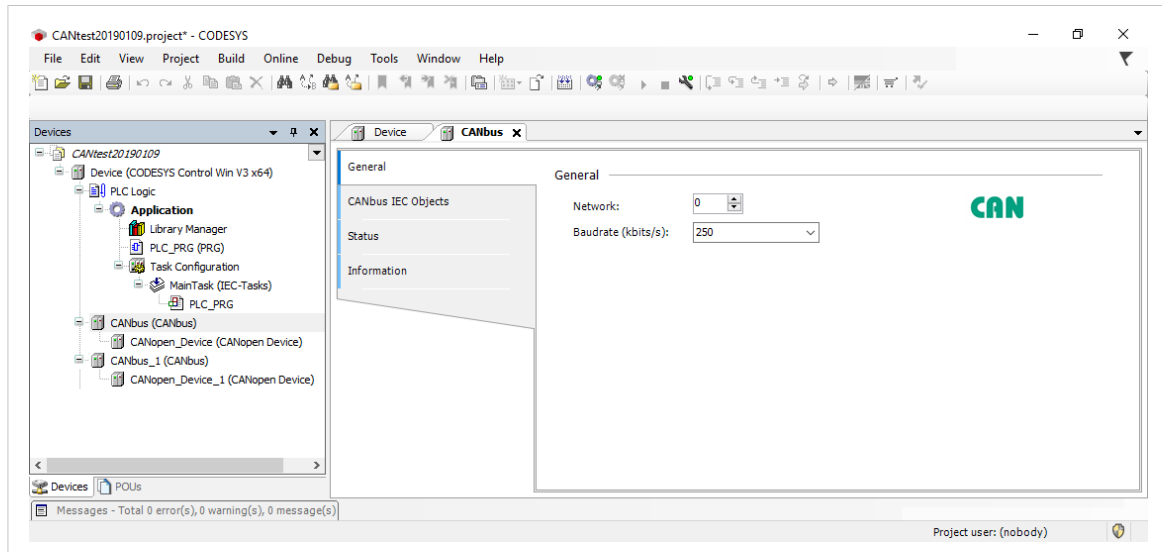 CANtest20190109.project* - CODESYS
File Edit View Project Build Online Debug Tools Window Help
Devices
Device
CANbus
CANtest20190109
Device (CODESYS Control Win V3 x64)
PLC Logic
Application
Library Manager
PLC_PRG (PRG)
Task Configuration
MainTask (IEC-Tasks)
PLC_PRG
CANbus (CANbus)
CANopen_Device (CANopen Device)
CANbus_1 (CANbus)
CANopen_Device_1 (CANopen Device)
Devices
POUs
General
CANbus IEC Objects
Status
Information
General
Network: 0
Baudrate (kbits/s): 250
CAN
Messages - Total 0 error(s), 0 warning(s), 0 message(s)
Project user: (nobody)